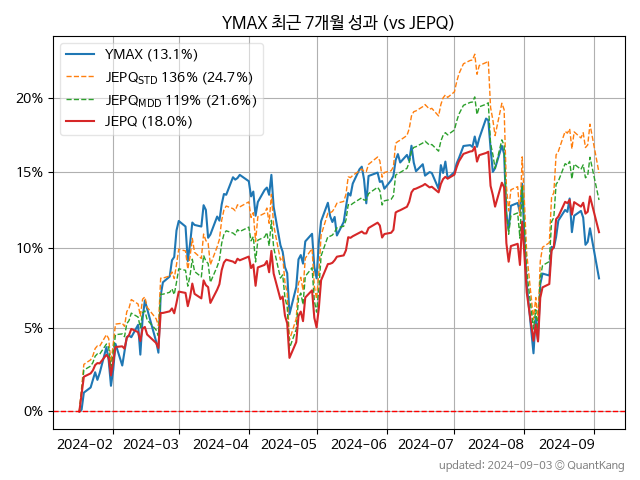 YMAX 최근 7개월 성과 (vs JEPQ)
YMAX (13.1%)
JEPQSTD 136% (24.7%)
JEPQMDD 119% (21.6%)
JEPQ (18.0%)
20%
15%
10%
5%
0%
2024-02 2024-03 2024-04 2024-05 2024-06 2024-07 2024-08 2024-09
updated: 2024-09-03 © QuantKang